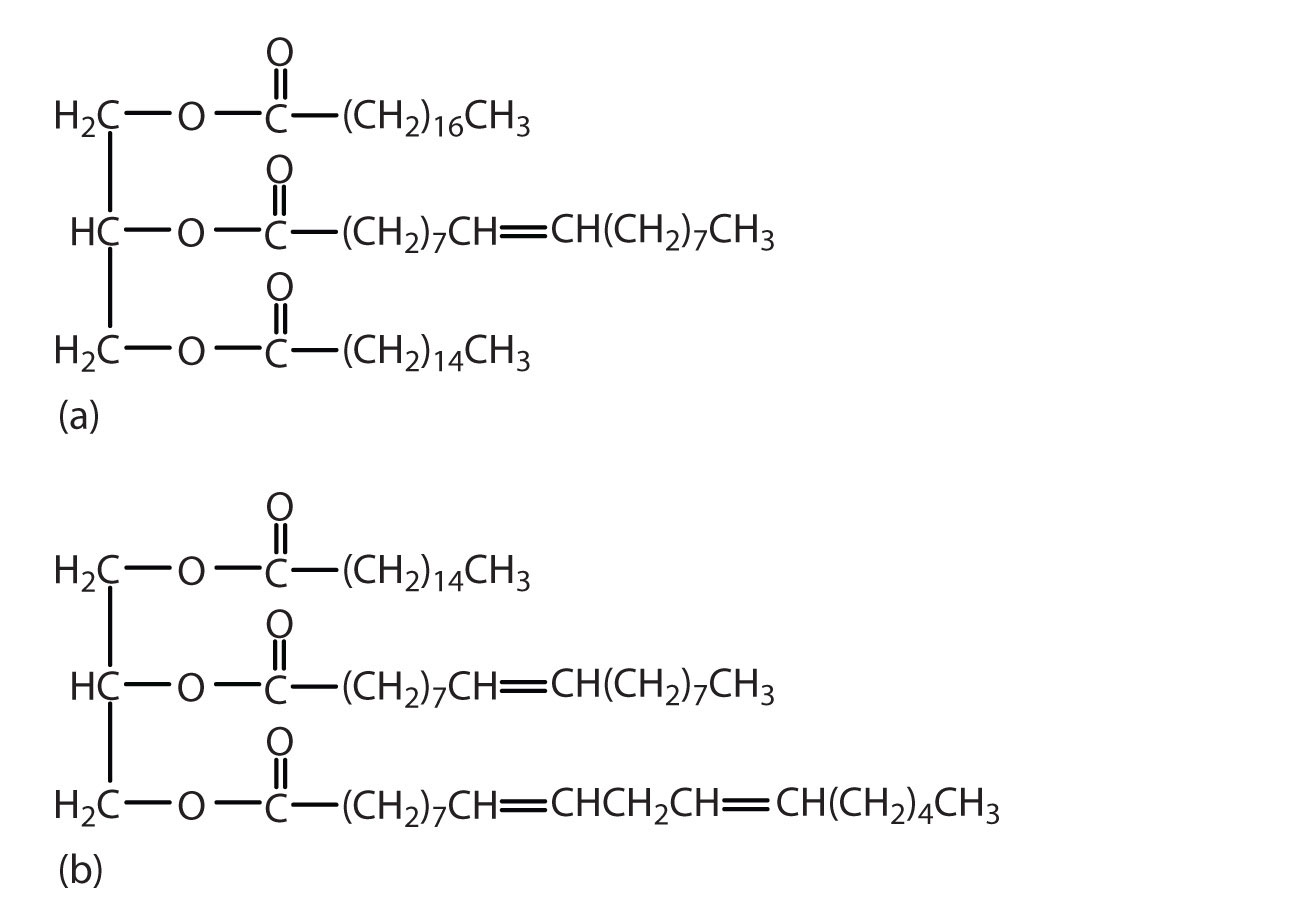 O
H₂C—O—C—(CH₂)₁₆CH₃
O
HC—O—C—(CH₂)₇CH=CH(CH₂)₇CH₃
O
H₂C—O—C—(CH₂)₁₄CH₃
(a)
O
H₂C—O—C—(CH₂)₁₄CH₃
O
HC—O—C—(CH₂)₇CH=CH(CH₂)₇CH₃
O
H₂C—O—C—(CH₂)₇CH=CHCH₂CH=CH(CH₂)₄CH₃
(b)